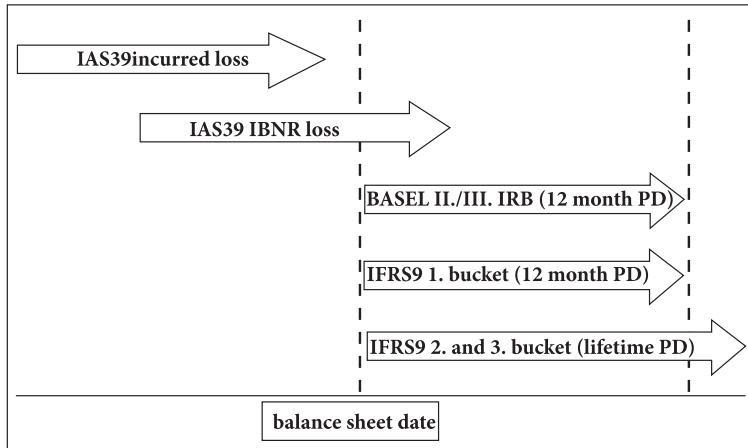 IAS39incurred loss
IAS39 IBNR loss
BASEL II./III. IRB (12 month PD)
IFRS9 1. bucket (12 month PD)
IFRS9 2. and 3. bucket (lifetime PD)
balance sheet date